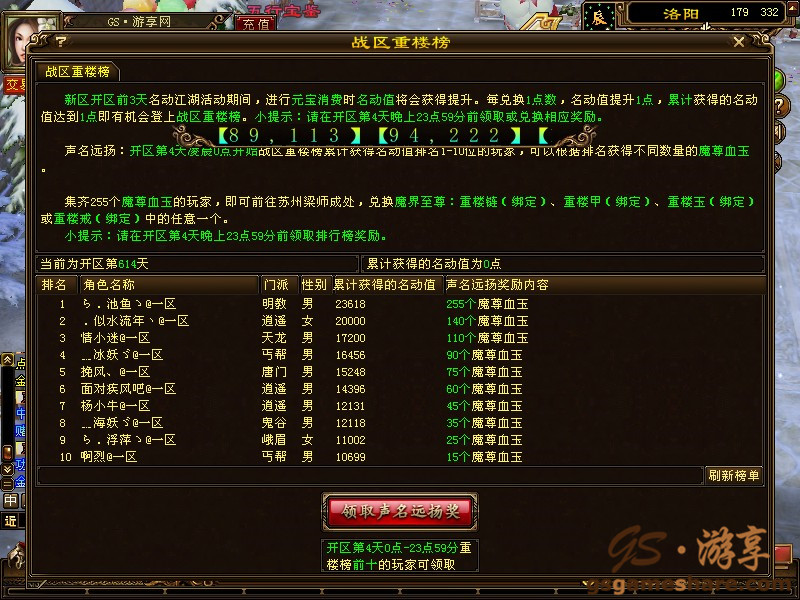 五行宝鉴
GS·游享网
充值
辰
洛阳
179 332
?
战区重楼榜
交易
战区重楼榜
新区开区前3天名动江湖活动期间，进行元宝消费时名动值将会获得提升。每兑换1点数，名动值提升1点，累计获得的名动
值达到1点即有机会登上战区重楼榜。小提示：请在开区第4天晚上23点59分前领取或兑换相应奖励。
【89,113】【94,222】【
声名远扬：开区第4天凌晨0点开始战区重楼榜累计获得名动值排名1-10位的玩家，可以根据排名获得不同数量的魔尊血玉
。
集齐255个魔尊血玉的玩家，即可前往苏州梁师成处，兑换魔界至尊：重楼链（绑定）、重楼甲（绑定）、重楼玉（绑定）
或重楼戒（绑定）中的任意一个。
小提示：请在开区第4天晚上23点59分前领取排行榜奖励。
当前为开区第614天
累计获得的名动值为0点
排名 角色名称 门派 性别 累计获得的名动值 声名远扬奖励内容
1 ㄘ．池鱼ゝ@一区 明教 男 23618 255个魔尊血玉
2 ．似水流年丶@一区 逍遥 女 20000 140个魔尊血玉
3 情小迷@一区 天龙 男 17200 110个魔尊血玉
4 __冰妖ゞ@一区 丐帮 男 16456 90个魔尊血玉
5 挽风、@一区 唐门 男 15248 75个魔尊血玉
6 面对疾风吧@一区 逍遥 男 14396 60个魔尊血玉
7 杨小牛@一区 逍遥 男 12131 45个魔尊血玉
8 __海妖ゞ@一区 鬼谷 男 12118 35个魔尊血玉
9 ㄘ．浮萍ゝ@一区 峨眉 女 11002 25个魔尊血玉
10 啊烈@一区 丐帮 男 10699 15个魔尊血玉
刷新榜单
领取声名远扬奖
开区第4天0点-23点59分重
楼榜前十的玩家可领取
申
近
GS·游享
gsgameshare.com